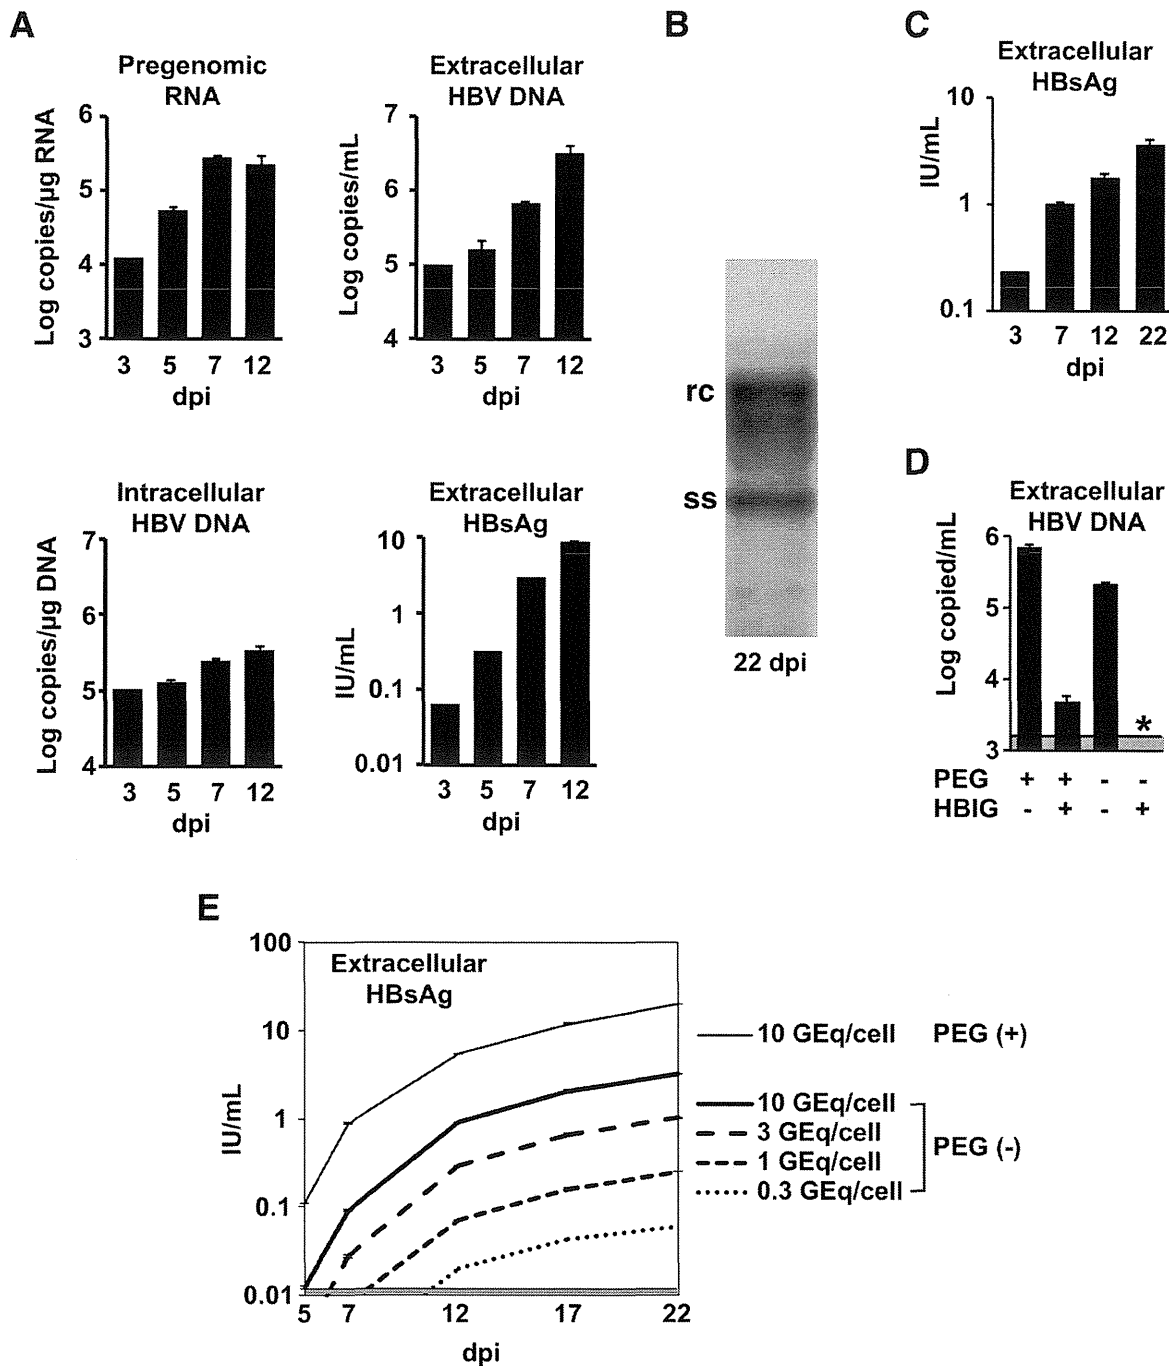 A
Pregenomic
RNA
Log copies/µg RNA
6
5
4
3
3 5 7 12
dpi
Extracellular
HBV DNA
Log copies/mL
7
6
5
4
3 5 7 12
dpi
Intracellular
HBV DNA
Log copies/µg DNA
7
6
5
4
3 5 7 12
dpi
Extracellular
HBsAg
IU/mL
10
1
0.1
0.01
3 5 7 12
dpi
B
rc
ss
22 dpi
C
Extracellular
HBsAg
IU/mL
10
1
0.1
3 7 12 22
dpi
D
Extracellular
HBV DNA
Log copied/mL
6
5
4
3
*
PEG + + - -
HBIG - + - +
E
Extracellular
HBsAg
IU/mL
100
10
1
0.1
0.01
5 7 12 17 22
dpi
10 GEq/cell PEG (+)
10 GEq/cell
3 GEq/cell
1 GEq/cell
0.3 GEq/cell
PEG (-)